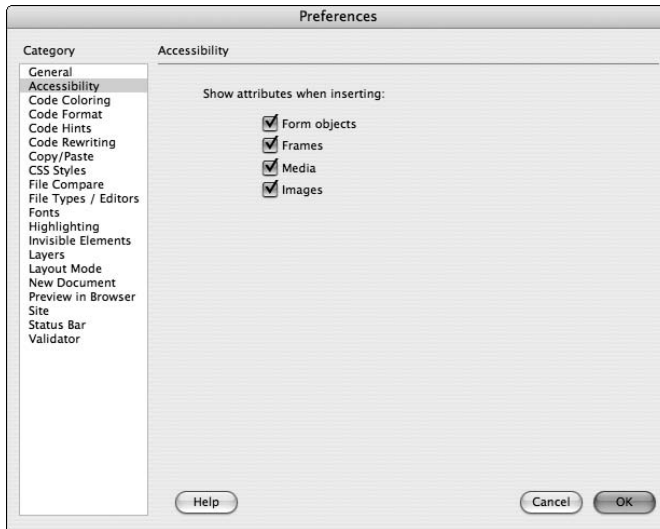 Preferences
Category
Accessibility
General
Accessibility
Code Coloring
Code Format
Code Hints
Code Rewriting
Copy/Paste
CSS Styles
File Compare
File Types / Editors
Fonts
Highlighting
Invisible Elements
Layers
Layout Mode
New Document
Preview in Browser
Site
Status Bar
Validator
Show attributes when inserting:
Form objects
Frames
Media
Images
Help
Cancel
OK